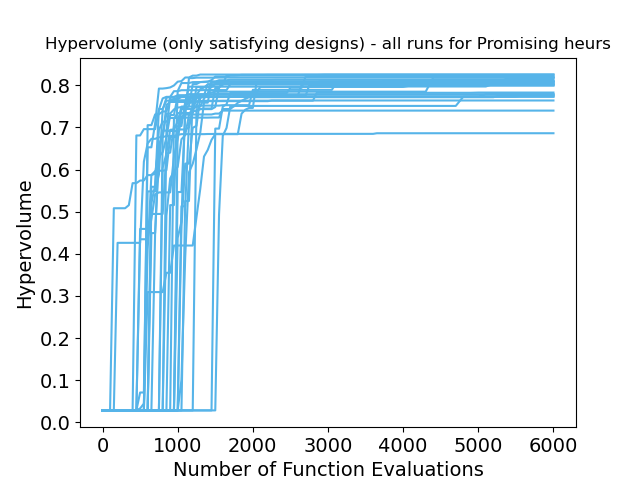 Hypervolume (only satisfying designs) - all runs for Promising heurs
0.8
0.7
0.6
0.5
0.4
0.3
0.2
0.1
0.0
Hypervolume
0 1000 2000 3000 4000 5000 6000
Number of Function Evaluations